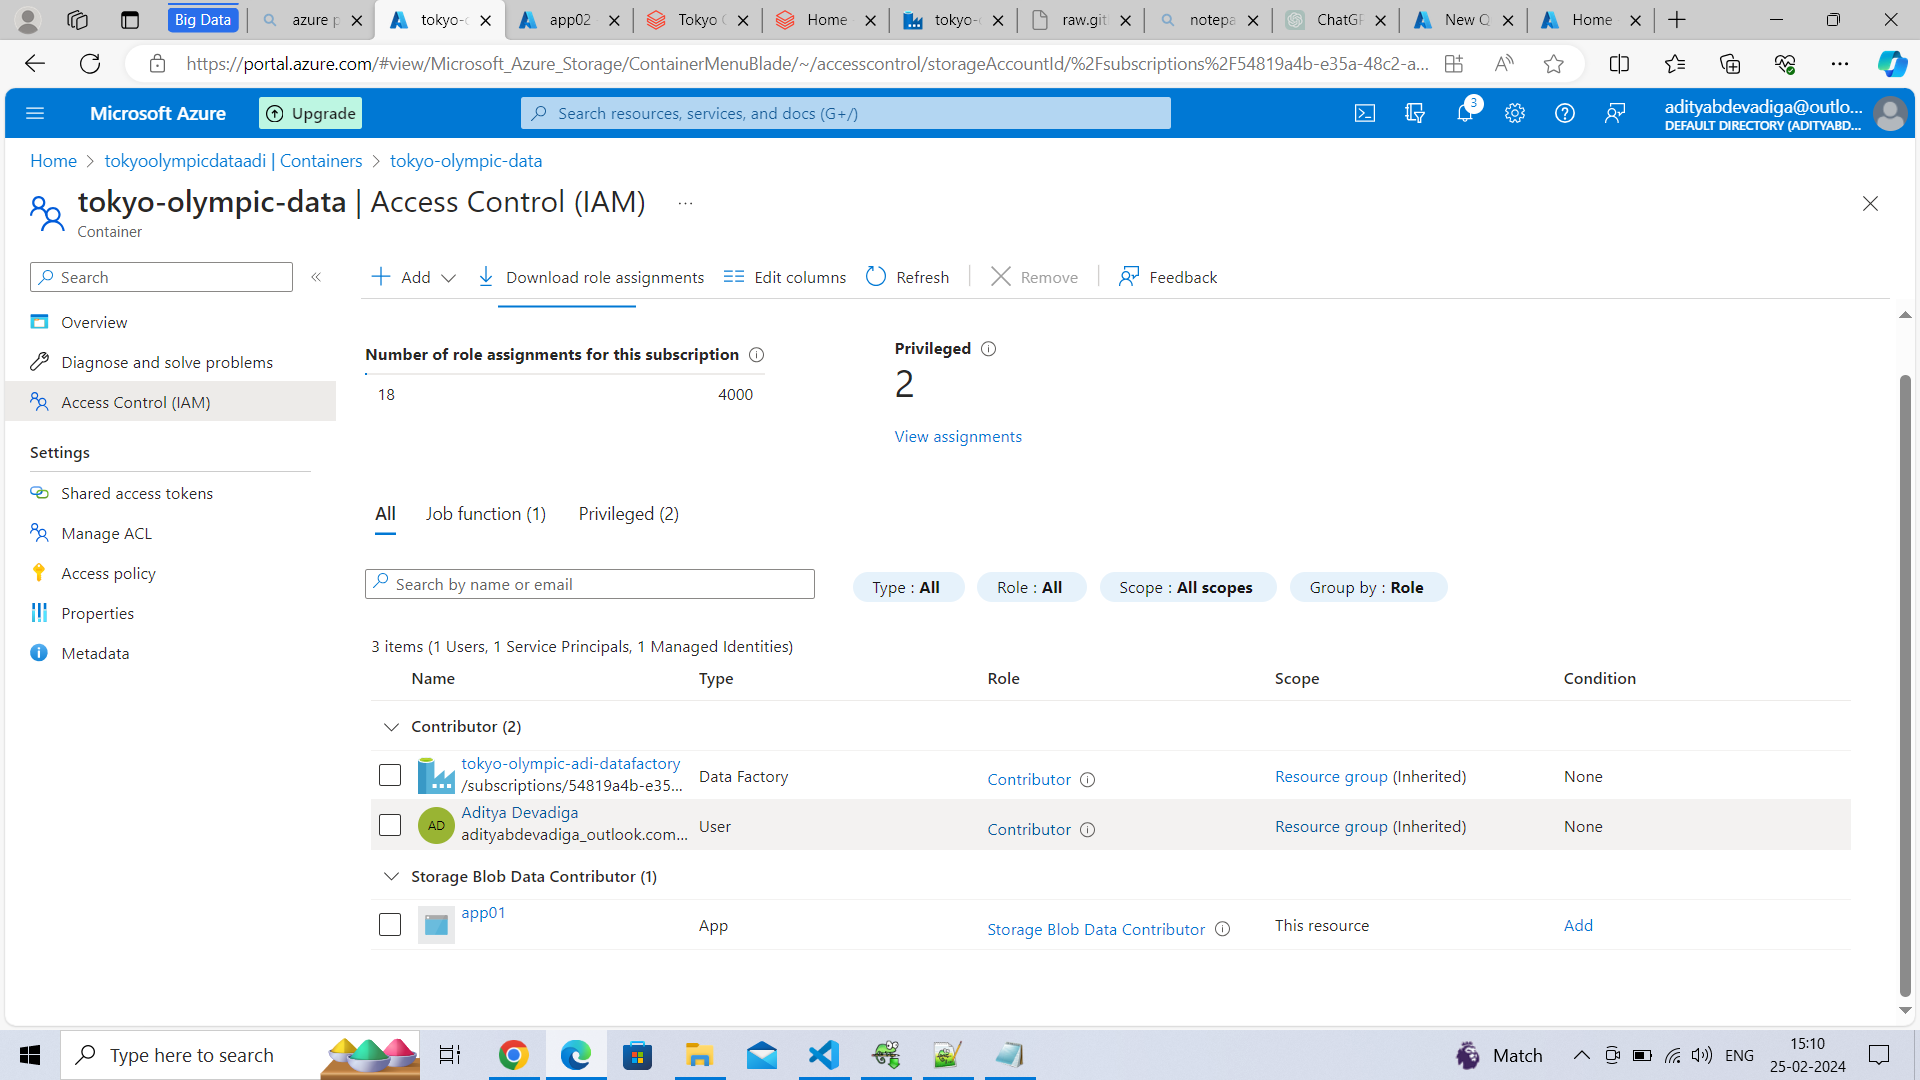 Big Data
azure p
tokyo-o
app02
Tokyo O
Home
tokyo-o
raw.git
notepa
ChatGP
New Q
Home
https://portal.azure.com/#view/Microsoft_Azure_Storage/ContainerMenuBlade/~/accesscontrol/storageAccountId/%2Fsubscriptions%2F54819a4b-e35a-48c2-a...
Microsoft Azure
Upgrade
Search resources, services, and docs (G+/)
3
adityabdevadiga@outlo...
DEFAULT DIRECTORY (ADITYABD...
Home > tokyoolympicdataadi | Containers > tokyo-olympic-data
tokyo-olympic-data | Access Control (IAM) ...
Container
Search
«
Add
Download role assignments
Edit columns
Refresh
Remove
Feedback
Overview
Diagnose and solve problems
Access Control (IAM)
Settings
Shared access tokens
Manage ACL
Access policy
Properties
Metadata
Number of role assignments for this subscription
18 4000
Privileged
2
View assignments
All Job function (1) Privileged (2)
Search by name or email
Type : All
Role : All
Scope : All scopes
Group by : Role
3 items (1 Users, 1 Service Principals, 1 Managed Identities)
Name Type Role Scope Condition
Contributor (2)
tokyo-olympic-adi-datafactory
/subscriptions/54819a4b-e35...
Data Factory Contributor Resource group (Inherited) None
AD
Aditya Devadiga
adityabdevadiga_outlook.com...
User Contributor Resource group (Inherited) None
Storage Blob Data Contributor (1)
app01
App Storage Blob Data Contributor This resource Add
Type here to search
Match
ENG
15:10
25-02-2024